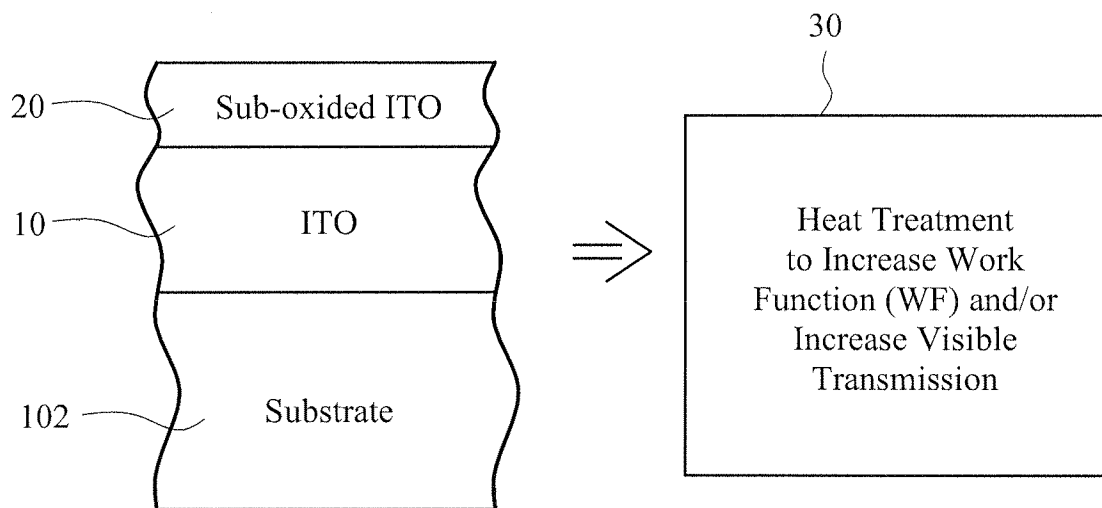 30
20
Sub-oxided ITO
10
ITO
102
Substrate
Heat Treatment
to Increase Work
Function (WF) and/or
Increase Visible
Transmission